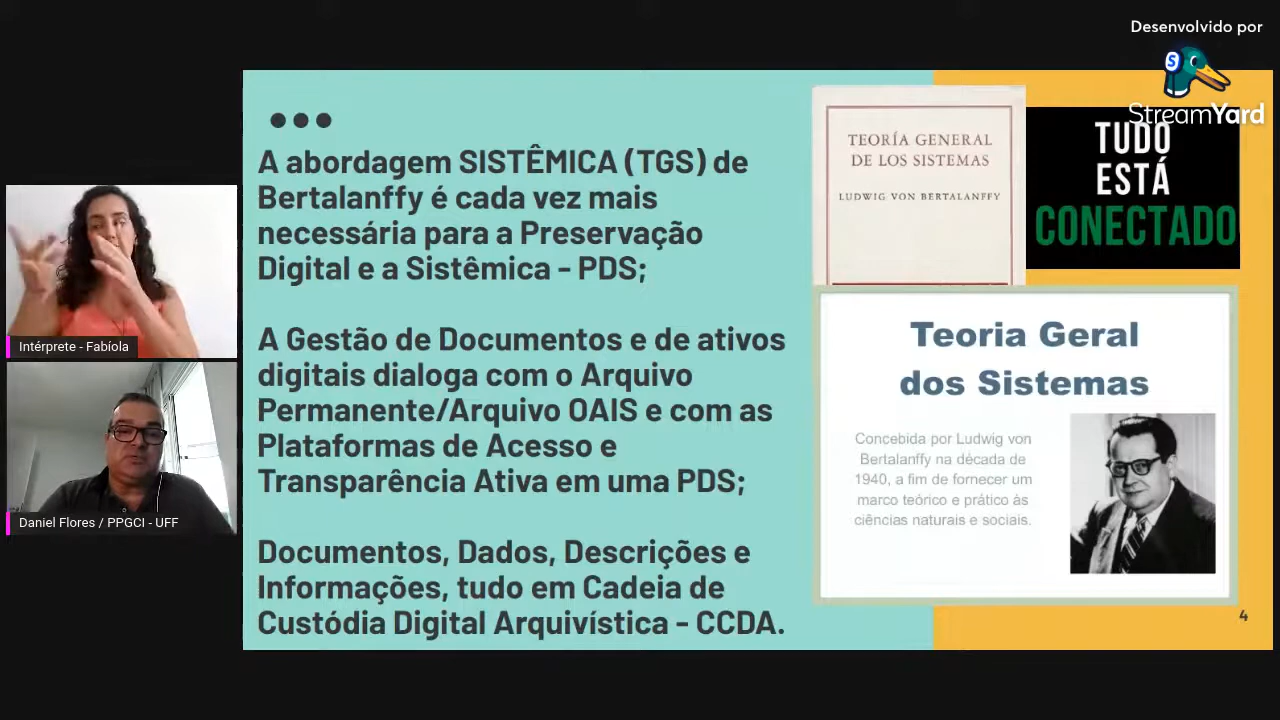 Desenvolvido por
StreamYard
A abordagem SISTÊMICA (TGS) de
Bertalanffy é cada vez mais
necessária para a Preservação
Digital e a Sistêmica - PDS;
A Gestão de Documentos e de ativos
digitais dialoga com o Arquivo
Permanente/Arquivo OAIS e com as
Plataformas de Acesso e
Transparência Ativa em uma PDS;
Documentos, Dados, Descrições e
Informações, tudo em Cadeia de
Custódia Digital Arquivística - CCDA.
TEORÍA GENERAL
DE LOS SISTEMAS
LUDWIG VON BERTALANFFY
TUDO
ESTÁ
CONECTADO
Teoria Geral
dos Sistemas
Concebida por Ludwig von
Bertalanffy na década de
1940, a fim de fornecer um
marco teórico e prático às
ciências naturais e sociais.
4
Intérprete - Fabíola
Daniel Flores / PPGCI - UFF